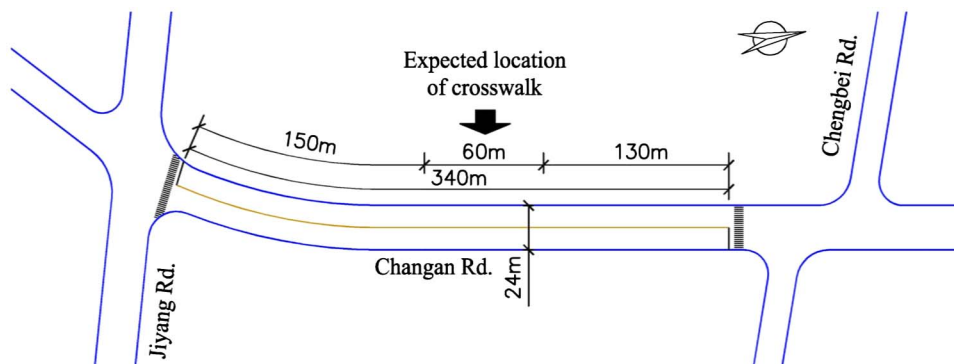 Expected location
of crosswalk
Chengbei Rd.
150m
60m
130m
340m
24m
Changan Rd.
Jiyang Rd.